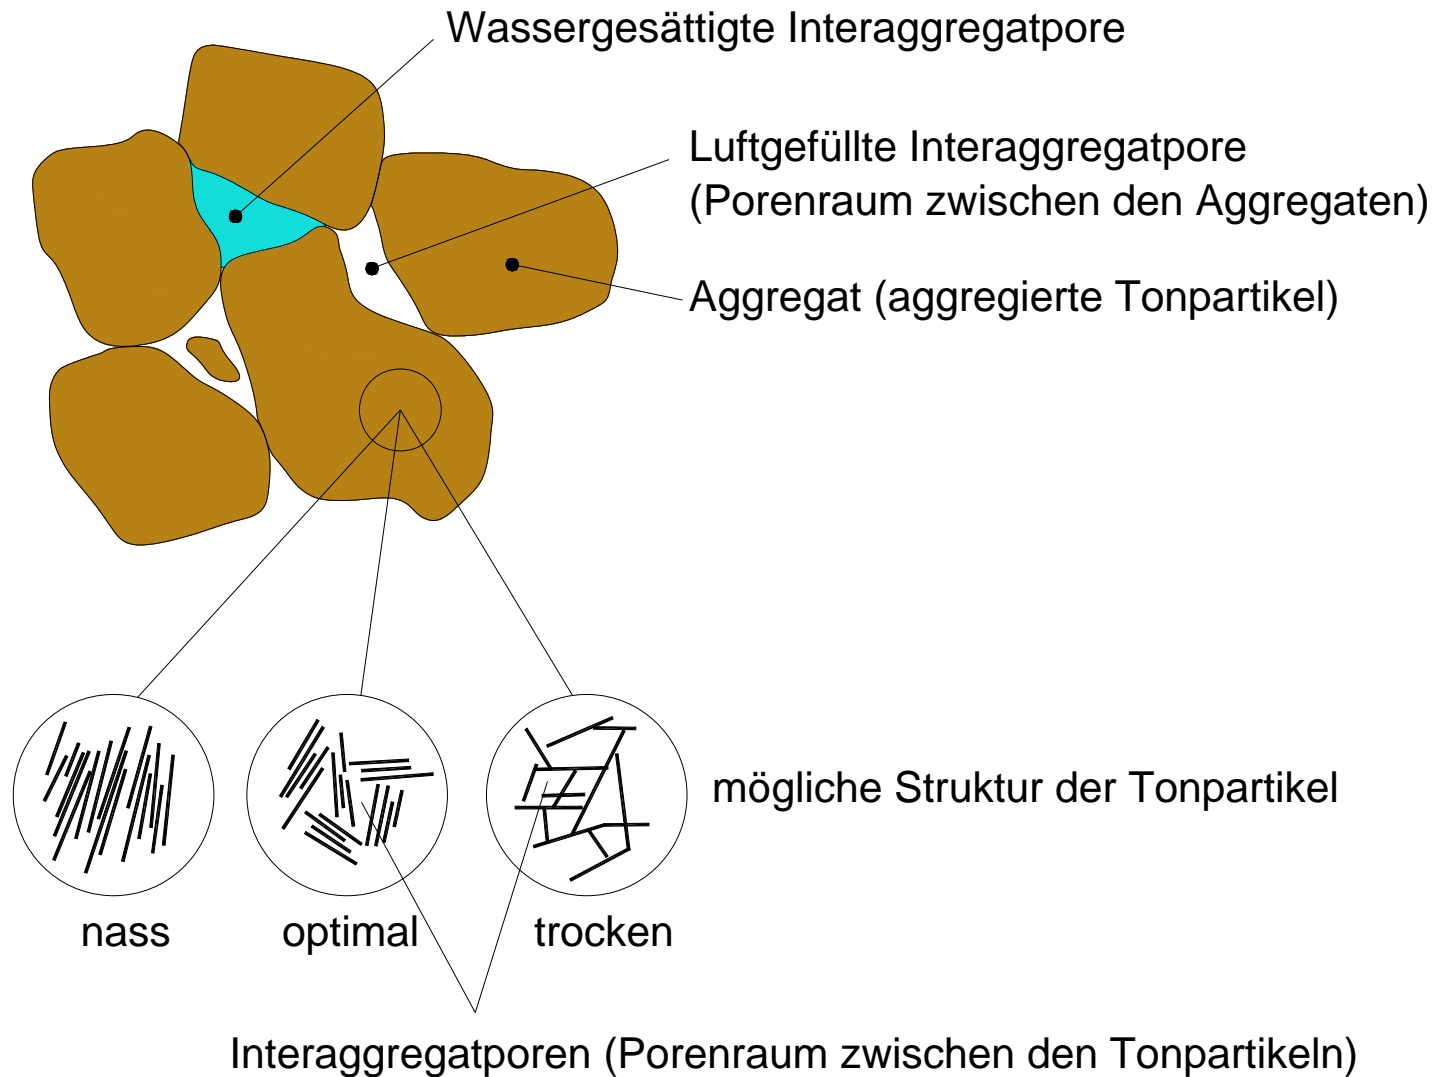 Wassergesättigte Interaggregatpore
Luftgefüllte Interaggregatpore
(Porenraum zwischen den Aggregaten)
Aggregat (aggregierte Tonpartikel)
mögliche Struktur der Tonpartikel
nass
optimal
trocken
Interaggregatporen (Porenraum zwischen den Tonpartikeln)